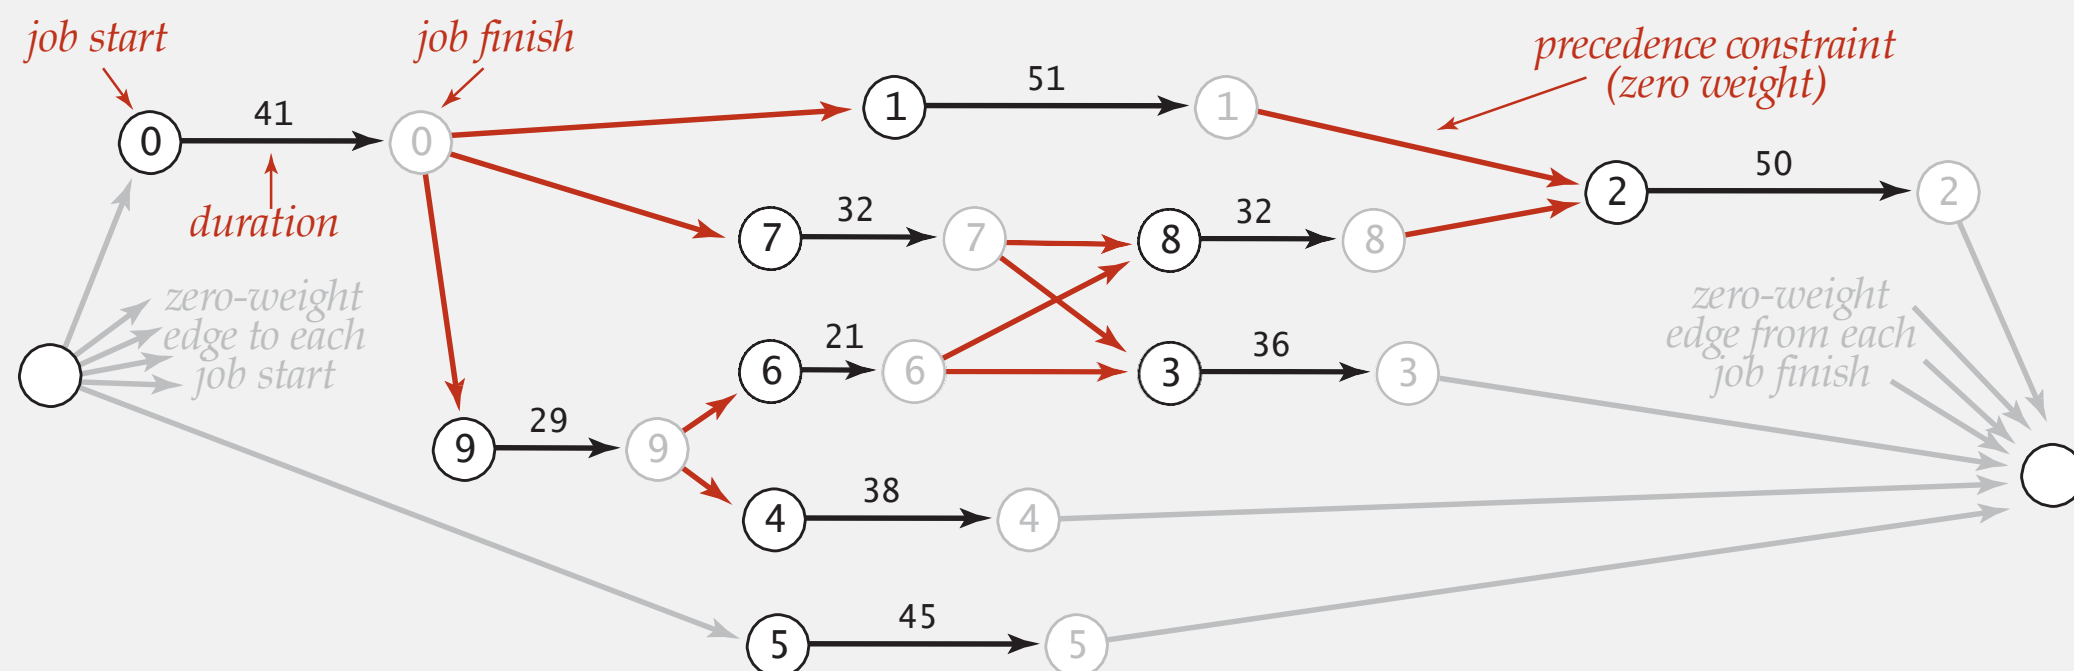 job start
job finish
precedence constraint
(zero weight)
41
51
0
0
1
1
50
duration
32
32
2
2
7
7
8
8
zero-weight
edge to each
job start
zero-weight
edge from each
job finish
21
36
6
6
3
3
29
9
9
38
4
4
45
5
5